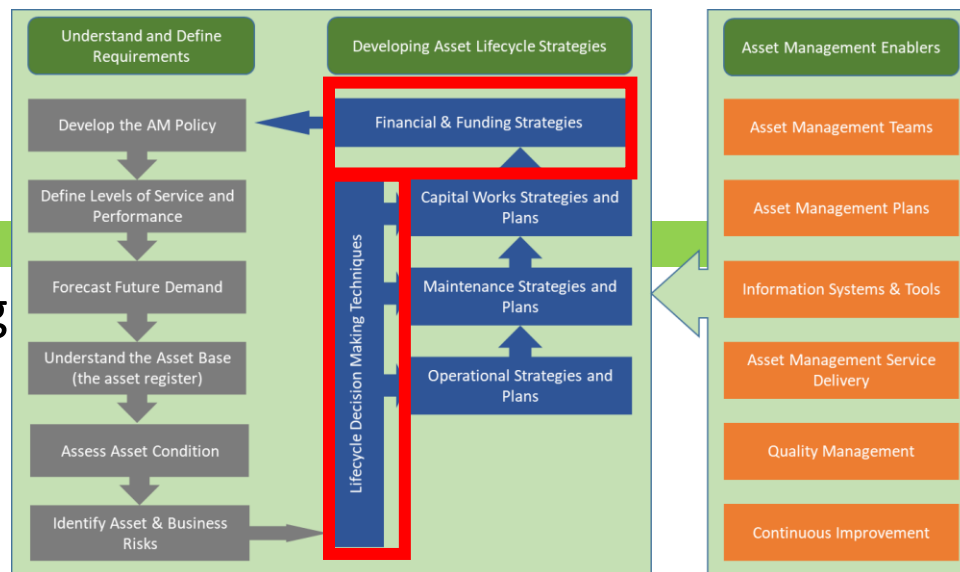 Understand and Define
Requirements
Develop the AM Policy
Define Levels of Service and
Performance
Forecast Future Demand
Understand the Asset Base
(the asset register)
Assess Asset Condition
Identify Asset & Business
Risks
Developing Asset Lifecycle Strategies
Financial & Funding Strategies
Lifecycle Decision Making Techniques
Capital Works Strategies and
Plans
Maintenance Strategies and
Plans
Operational Strategies and
Plans
Asset Management Enablers
Asset Management Teams
Asset Management Plans
Information Systems & Tools
Asset Management Service
Delivery
Quality Management
Continuous Improvement
g